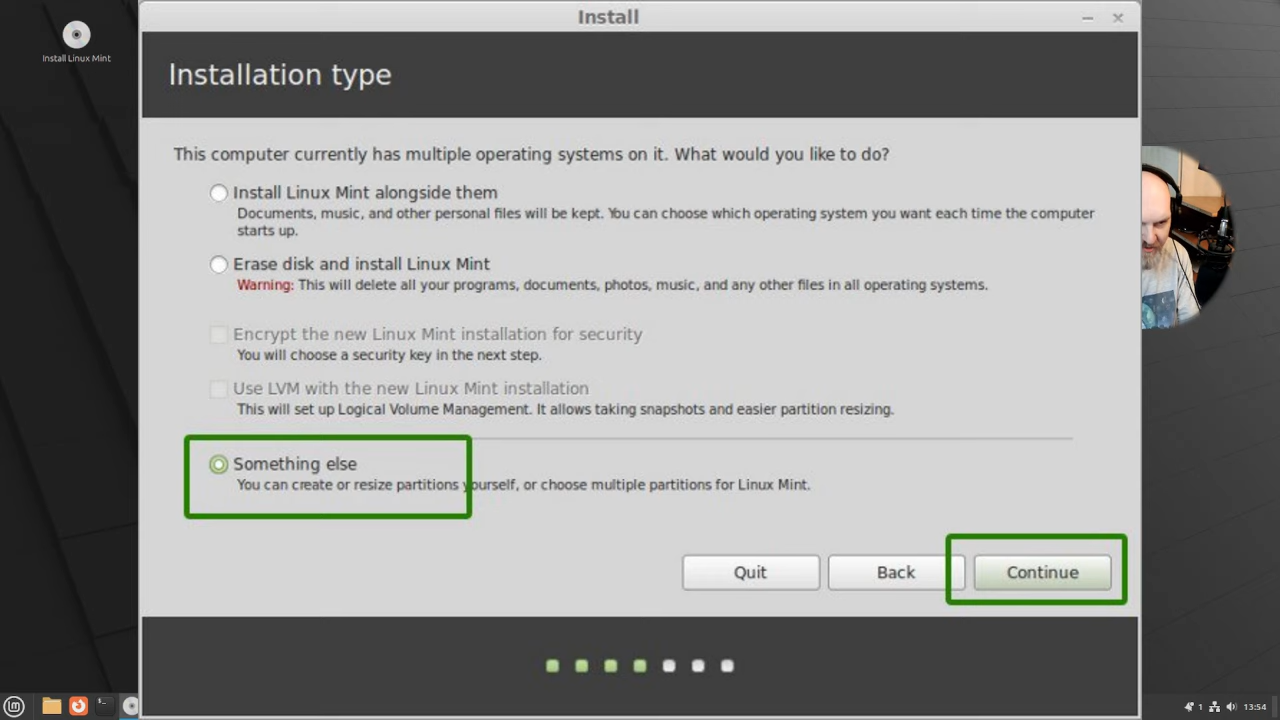 Install
Install Linux Mint
Installation type
This computer currently has multiple operating systems on it. What would you like to do?
Install Linux Mint alongside them
Documents, music, and other personal files will be kept. You can choose which operating system you want each time the computer
starts up.
Erase disk and install Linux Mint
Warning: This will delete all your programs, documents, photos, music, and any other files in all operating systems.
Encrypt the new Linux Mint installation for security
You will choose a security key in the next step.
Use LVM with the new Linux Mint installation
This will set up Logical Volume Management. It allows taking snapshots and easier partition resizing.
Something else
You can create or resize partitions yourself, or choose multiple partitions for Linux Mint.
Quit Back Continue
1 13:54